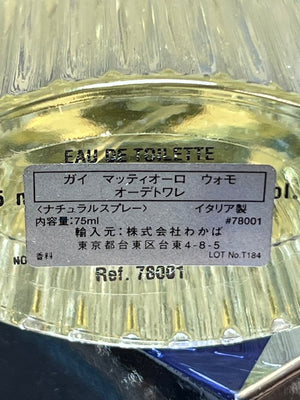 EAU DE TOILETTE
ガイ マッティオーロ ウォモ
オーデトワレ
〈ナチュラルスプレー〉 イタリア製
内容量:75ml #78001
輸入元:株式会社わかば
東京都台東区台東4-8-5
香料 LOT No.T184
Ref. 78001